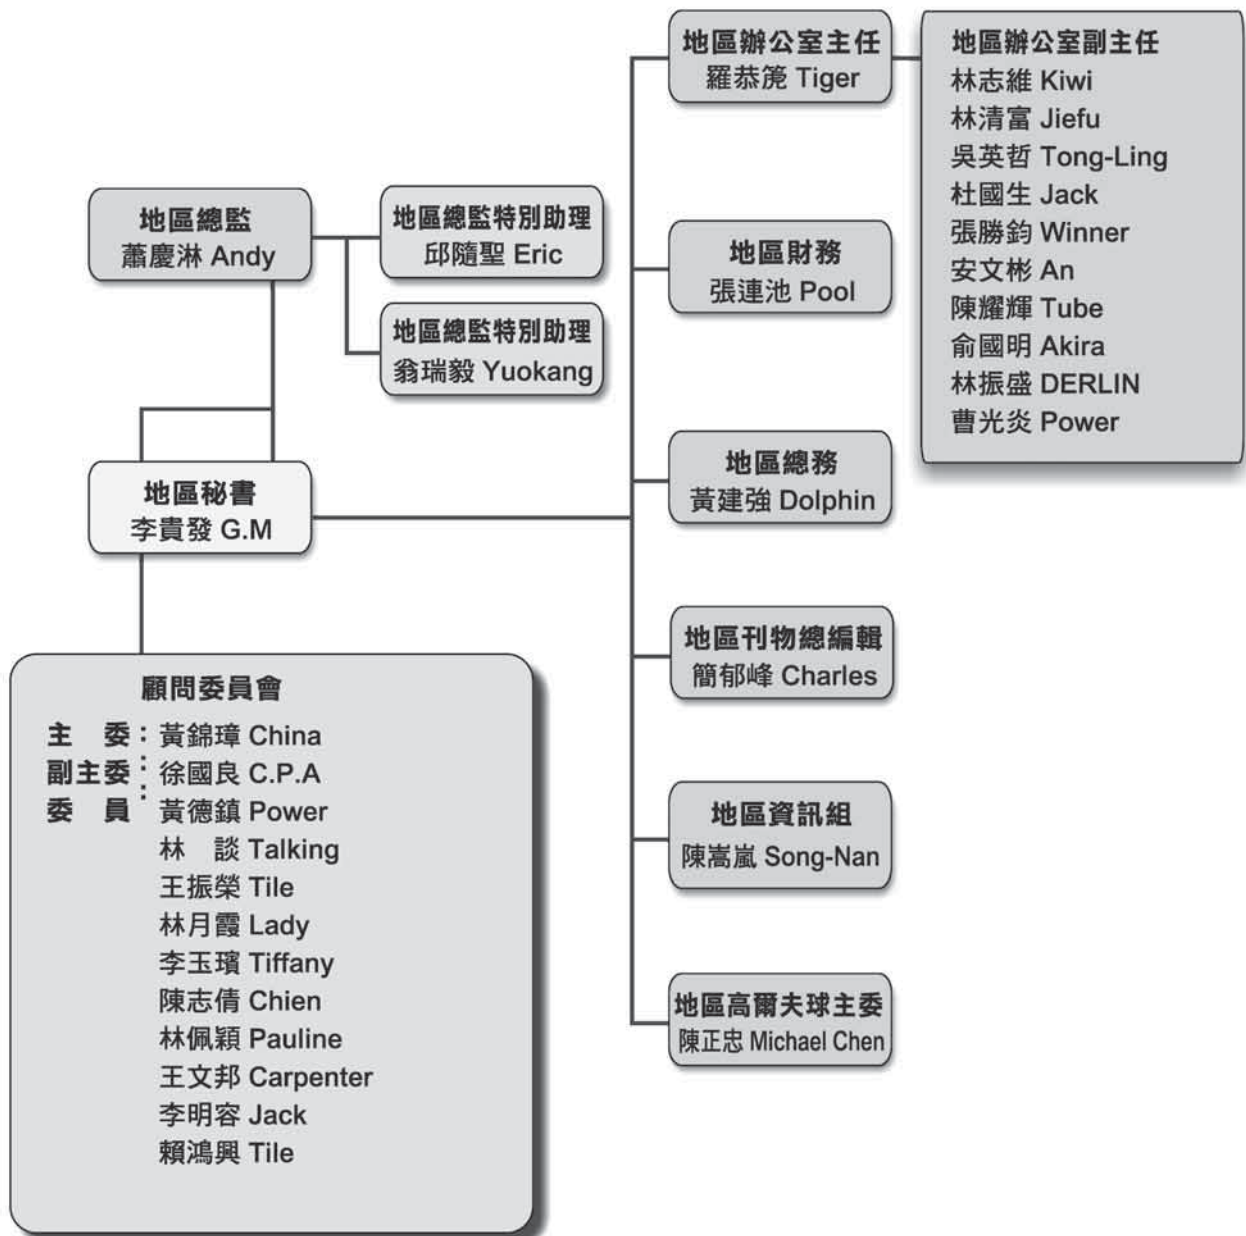 地區總監
蕭慶淋 Andy
地區總監特別助理
邱隨聖 Eric
地區總監特別助理
翁瑞毅 Yuokang
地區秘書
李貴發 G.M
顧問委員會
主　委：黃錦璋 China
副主委：徐國良 C.P.A
委　員：黃德鎮 Power
林　談 Talking
王振榮 Tile
林月霞 Lady
李玉璸 Tiffany
陳志倩 Chien
林佩穎 Pauline
王文邦 Carpenter
李明容 Jack
賴鴻興 Tile
地區辦公室主任
羅恭箎 Tiger
地區辦公室副主任
林志維 Kiwi
林清富 Jiefu
吳英哲 Tong-Ling
杜國生 Jack
張勝鈞 Winner
安文彬 An
陳耀輝 Tube
俞國明 Akira
林振盛 DERLIN
曹光炎 Power
地區財務
張連池 Pool
地區總務
黃建強 Dolphin
地區刊物總編輯
簡郁峰 Charles
地區資訊組
陳嵩嵐 Song-Nan
地區高爾夫球主委
陳正忠 Michael Chen